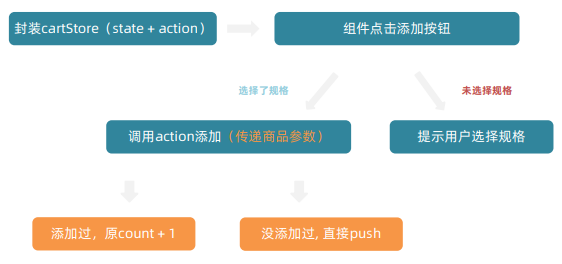 封装cartStore（state + action）
组件点击添加按钮
选择了规格
未选择规格
调用action添加（传递商品参数）
提示用户选择规格
添加过，原count + 1
没添加过, 直接push